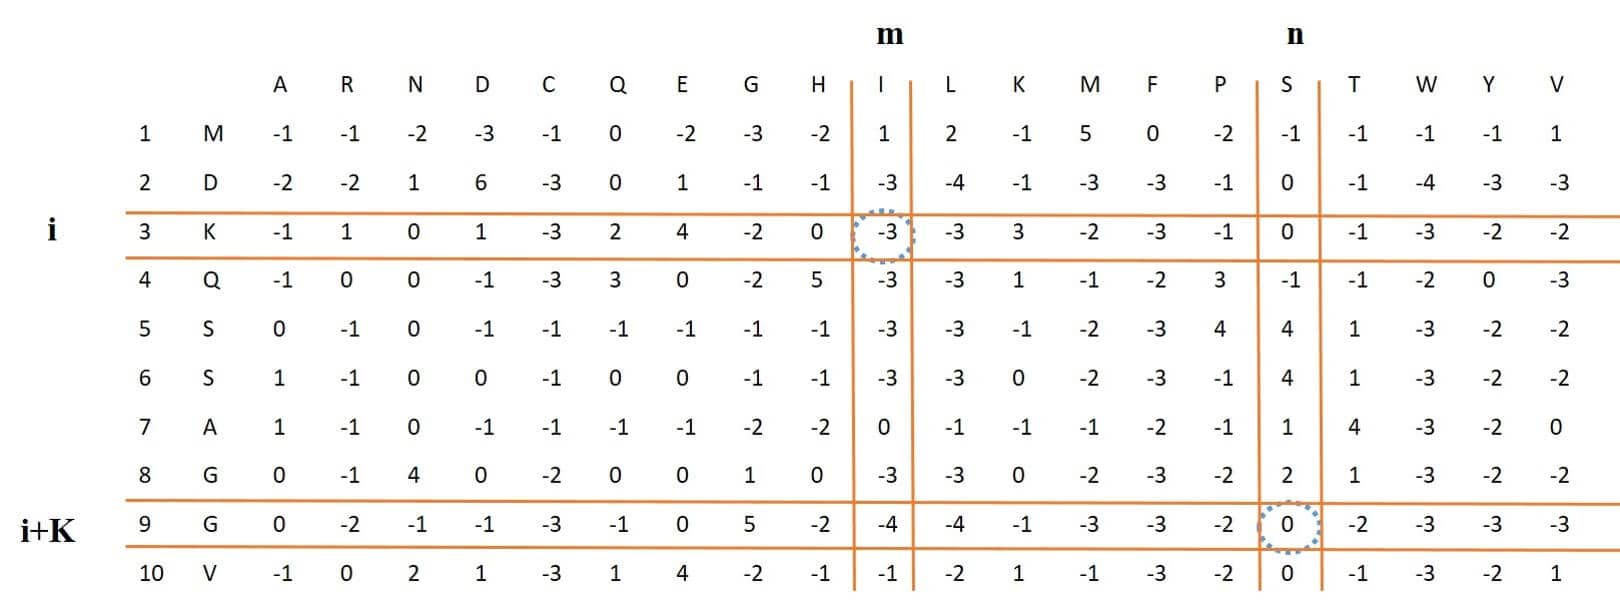 m n
A R N D C Q E G H I L K M F P S T W Y V
1 M -1 -1 -2 -3 -1 0 -2 -3 -2 1 2 -1 5 0 -2 -1 -1 -1 -1 1
2 D -2 -2 1 6 -3 0 1 -1 -1 -3 -4 -1 -3 -3 -1 0 -1 -4 -3 -3
i 3 K -1 1 0 1 -3 2 4 -2 0 -3 -3 3 -2 -3 -1 0 -1 -3 -2 -2
4 Q -1 0 0 -1 -3 3 0 -2 5 -3 -3 1 -1 -2 3 -1 -1 -2 0 -3
5 S 0 -1 0 -1 -1 -1 -1 -1 -1 -3 -3 -1 -2 -3 4 4 1 -3 -2 -2
6 S 1 -1 0 0 -1 0 0 -1 -1 -3 -3 0 -2 -3 -1 4 1 -3 -2 -2
7 A 1 -1 0 -1 -1 -1 -1 -2 -2 0 -1 -1 -1 -2 -1 1 4 -3 -2 0
8 G 0 -1 4 0 -2 0 0 1 0 -3 -3 0 -2 -3 -2 2 1 -3 -2 -2
i+K 9 G 0 -2 -1 -1 -3 -1 0 5 -2 -4 -4 -1 -3 -3 -2 0 -2 -3 -3 -3
10 V -1 0 2 1 -3 1 4 -2 -1 -1 -2 1 -1 -3 -2 0 -1 -3 -2 1